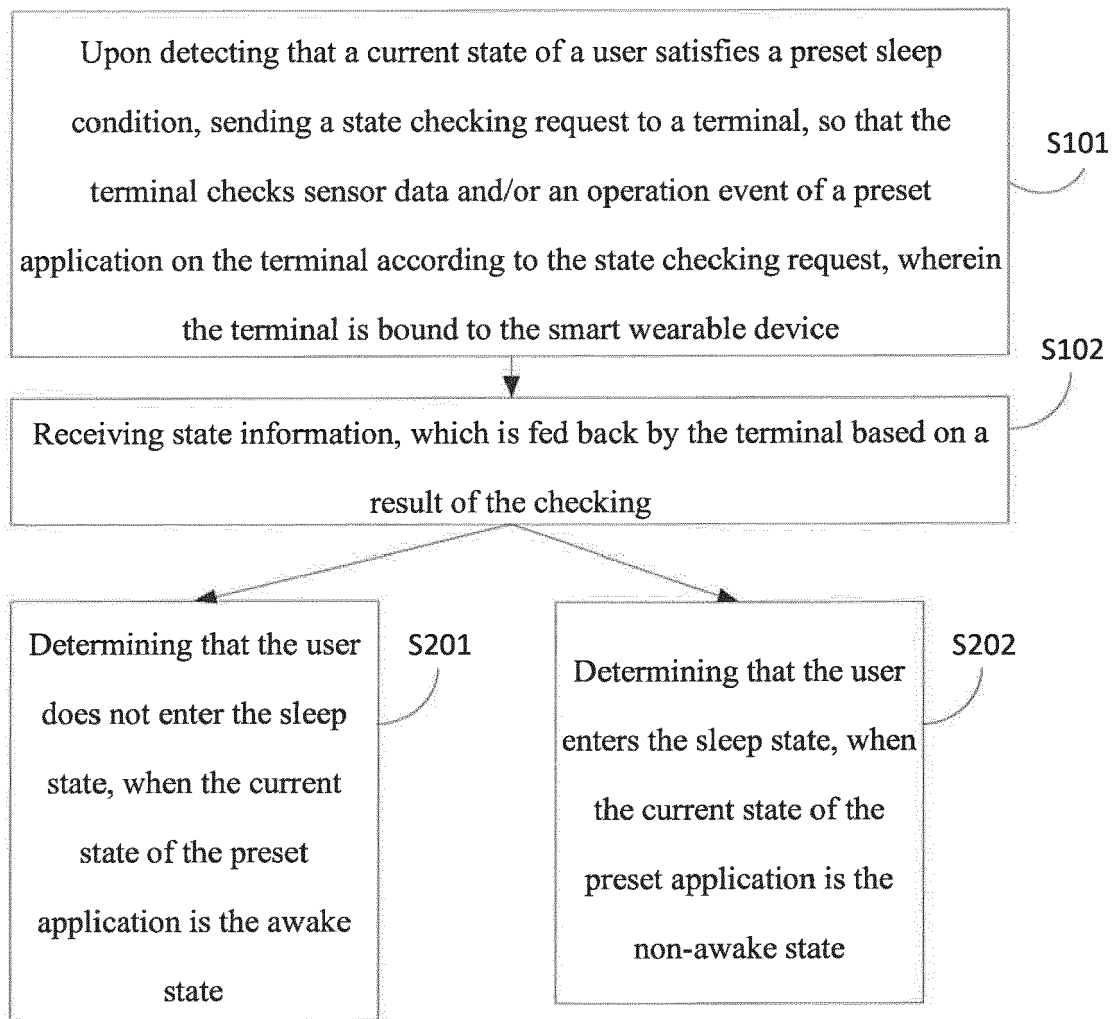 Upon detecting that a current state of a user satisfies a preset sleep
condition, sending a state checking request to a terminal, so that the
terminal checks sensor data and/or an operation event of a preset
application on the terminal according to the state checking request, wherein
the terminal is bound to the smart wearable device
S101
S102
Receiving state information, which is fed back by the terminal based on a
result of the checking
Determining that the user
does not enter the sleep
state, when the current
state of the preset
application is the awake
state
S201
Determining that the user
enters the sleep state, when
the current state of the
preset application is the
non-awake state
S202